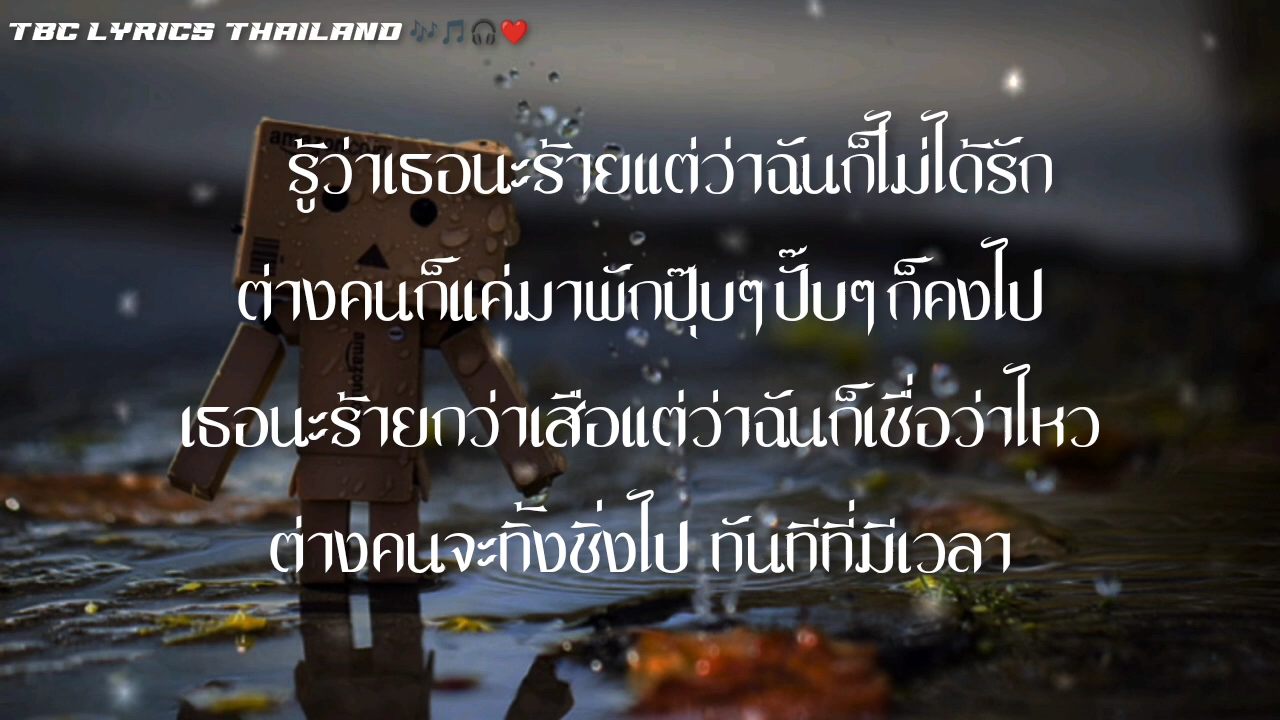 TBC LYRICS THAILAND 🎶🎵🎧❤️
amazon.co.jp
รู้ว่าเธอนะร้ายแต่ว่าฉันก็ไม่ได้รัก
ต่างคนก็แค่มาพักปุ๊บๆ ปั๊บๆ ก็คงไป
amazon
เธอนะร้ายกว่าเสือแต่ว่าฉันก็เชื่อว่าไหว
ต่างคนจะทิ้งชิ่งไป ทันทีที่มีเวลา